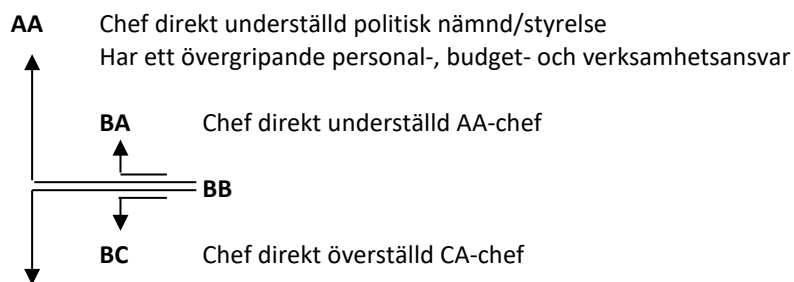 AA Chef direkt underställd politisk nämnd/styrelse
Har ett övergripande personal-, budget- och verksamhetsansvar
BA Chef direkt underställd AA-chef
BB
BC Chef direkt överställd CA-chef